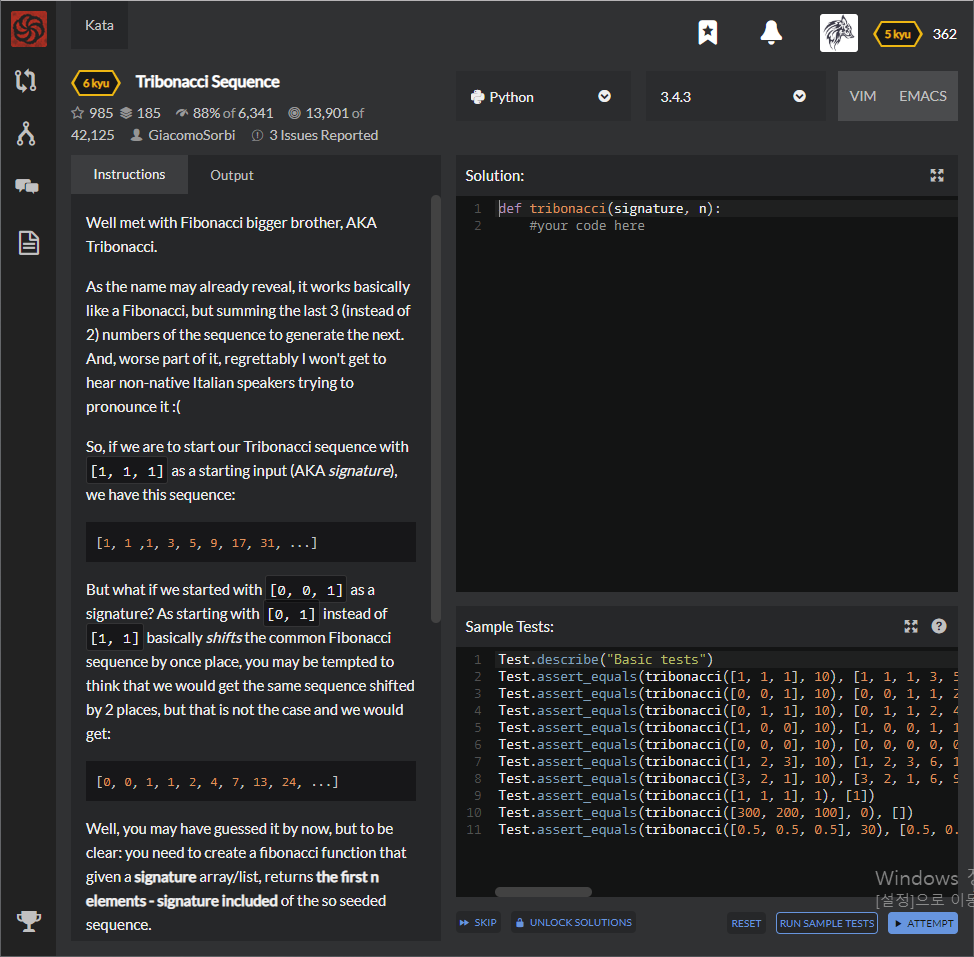 Kata
5 kyu 362
6 kyu Tribonacci Sequence
985 185 88% of 6,341 13,901 of
42,125 GiacomoSorbi 3 Issues Reported
Python
3.4.3
VIM EMACS
Instructions Output
Well met with Fibonacci bigger brother, AKA
Tribonacci.
As the name may already reveal, it works basically
like a Fibonacci, but summing the last 3 (instead of
2) numbers of the sequence to generate the next.
And, worse part of it, regrettably I won't get to
hear non-native Italian speakers trying to
pronounce it :(
So, if we are to start our Tribonacci sequence with
[1, 1, 1] as a starting input (AKA signature),
we have this sequence:
[1, 1 ,1, 3, 5, 9, 17, 31, ...]
But what if we started with [0, 0, 1] as a
signature? As starting with [0, 1] instead of
[1, 1] basically shifts the common Fibonacci
sequence by once place, you may be tempted to
think that we would get the same sequence shifted
by 2 places, but that is not the case and we would
get:
[0, 0, 1, 1, 2, 4, 7, 13, 24, ...]
Well, you may have guessed it by now, but to be
clear: you need to create a fibonacci function that
given a signature array/list, returns the first n
elements - signature included of the so seeded
sequence.
Solution:
1 def tribonacci(signature, n):
2 #your code here
Sample Tests:
1 Test.describe("Basic tests")
2 Test.assert_equals(tribonacci([1, 1, 1], 10), [1, 1, 1, 3, 5
3 Test.assert_equals(tribonacci([0, 0, 1], 10), [0, 0, 1, 1, 2
4 Test.assert_equals(tribonacci([0, 1, 1], 10), [0, 1, 1, 2, 4
5 Test.assert_equals(tribonacci([1, 0, 0], 10), [1, 0, 0, 1, 1
6 Test.assert_equals(tribonacci([0, 0, 0], 10), [0, 0, 0, 0, 0
7 Test.assert_equals(tribonacci([1, 2, 3], 10), [1, 2, 3, 6, 1
8 Test.assert_equals(tribonacci([3, 2, 1], 10), [3, 2, 1, 6, 9
9 Test.assert_equals(tribonacci([1, 1, 1], 1), [1])
10 Test.assert_equals(tribonacci([300, 200, 100], 0), [])
11 Test.assert_equals(tribonacci([0.5, 0.5, 0.5], 30), [0.5, 0.
Windows
[설정]으로 이동
SKIP UNLOCK SOLUTIONS RESET RUN SAMPLE TESTS ATTEMPT